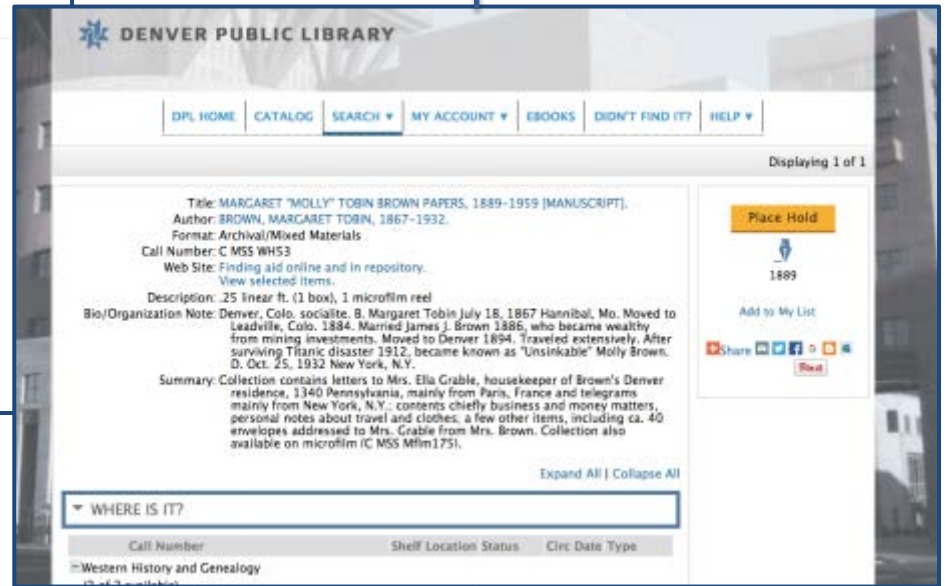 DENVER PUBLIC LIBRARY
DPL HOME CATALOG SEARCH ▼ MY ACCOUNT ▼ EBOOKS DIDN'T FIND IT? HELP ▼
Displaying 1 of 1
Title: MARGARET "MOLLY" TOBIN BROWN PAPERS, 1889-1959 [MANUSCRIPT].
Author: BROWN, MARGARET TOBIN, 1867-1932.
Format: Archival/Mixed Materials
Call Number: C MSS WH53
Web Site: Finding aid online and in repository.
View selected items.
Description: .25 linear ft. (1 box), 1 microfilm reel
Bio/Organization Note: Denver, Colo. socialite. B. Margaret Tobin July 18, 1867 Hannibal, Mo. Moved to
Leadville, Colo. 1884. Married James J. Brown 1886, who became wealthy
from mining investments. Moved to Denver 1894. Traveled extensively. After
surviving Titanic disaster 1912, became known as "Unsinkable" Molly Brown.
D. Oct. 25, 1932 New York, N.Y.
Summary: Collection contains letters to Mrs. Ella Grable, housekeeper of Brown's Denver
residence, 1340 Pennsylvania, mainly from Paris, France and telegrams
mainly from New York, N.Y.; contents chiefly business and money matters,
personal notes about travel and clothes; a few other items, including ca. 40
envelopes addressed to Mrs. Grable from Mrs. Brown. Collection also
available on microfilm (C MSS Mflm175).
Expand All | Collapse All
Place Hold
1889
Add to My List
Share
Pin it
▼ WHERE IS IT?
Call Number Shelf Location Status Circ Date Type
Western History and Genealogy
(2 of 2 available)